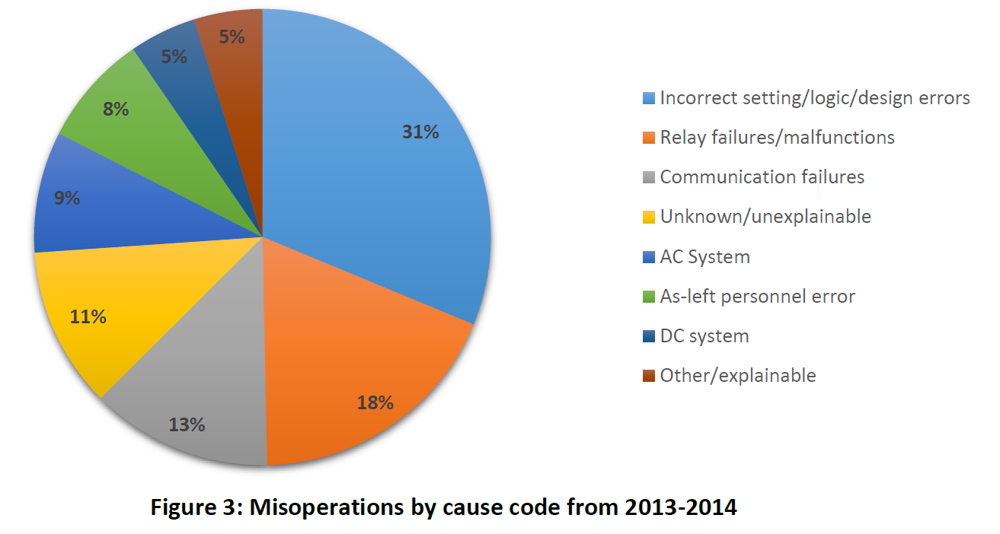 31%
18%
13%
11%
9%
8%
5%
5%
Incorrect setting/logic/design errors
Relay failures/malfunctions
Communication failures
Unknown/unexplainable
AC System
As-left personnel error
DC system
Other/explainable
Figure 3: Misoperations by cause code from 2013-2014